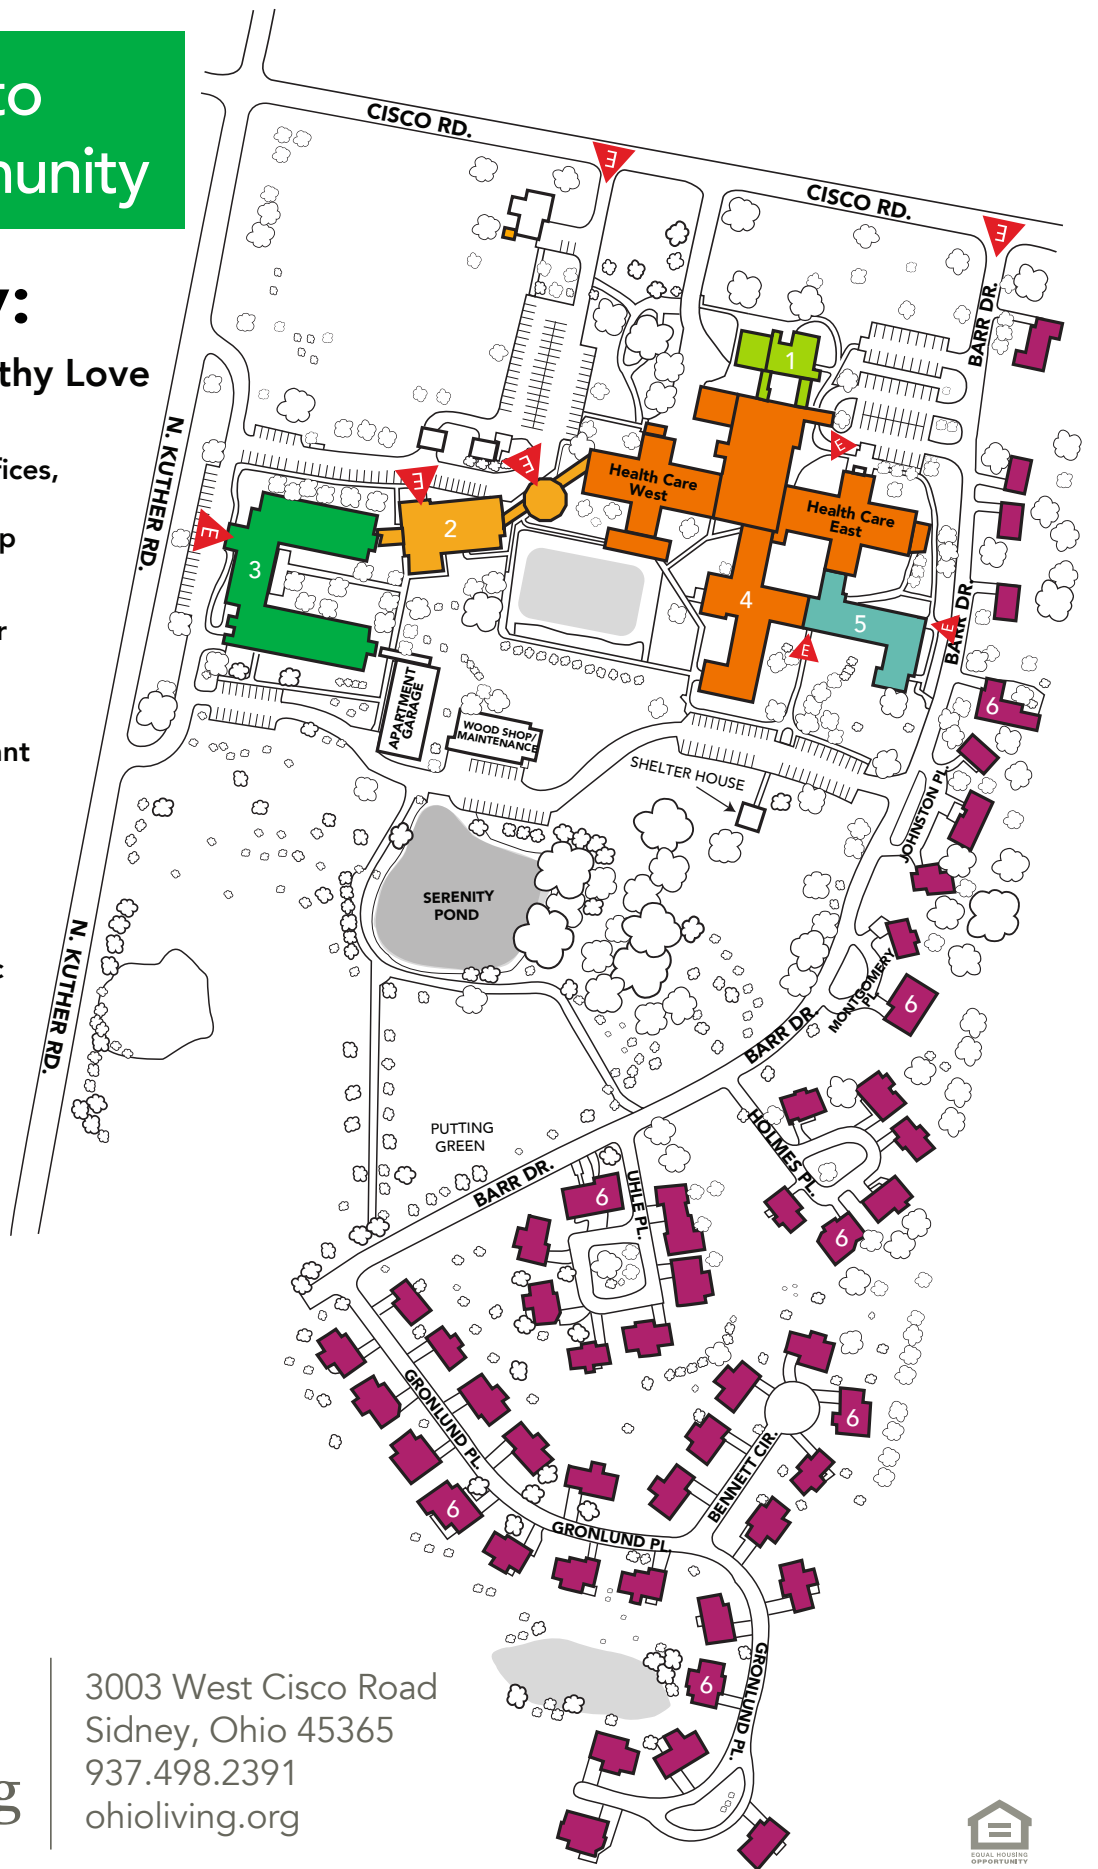 to
nunity
y:
thy Love
fices,
p
r
ant
c
CISCO RD.
CISCO RD.
E
E
BARR DR.
N. KUTHER RD.
1
E
E
E
Health Care
West
Health Care
East
2
E
3
4
5
E
E
BARR DR.
APARTMENT
GARAGE
WOOD SHOP/
MAINTENANCE
SHELTER HOUSE
6
JOHNSTON PL.
SERENITY
POND
N. KUTHER RD.
MONTGOMERY
PL.
6
BARR DR.
HOLMES PL.
PUTTING
GREEN
BARR DR.
UHLE PL.
6
6
GRONLUND PL.
6
BENNETT CIR.
6
GRONLUND PL.
GRONLUND PL.
6
3003 West Cisco Road
Sidney, Ohio 45365
937.498.2391
ohioliving.org
g
EQUAL HOUSING
OPPORTUNITY